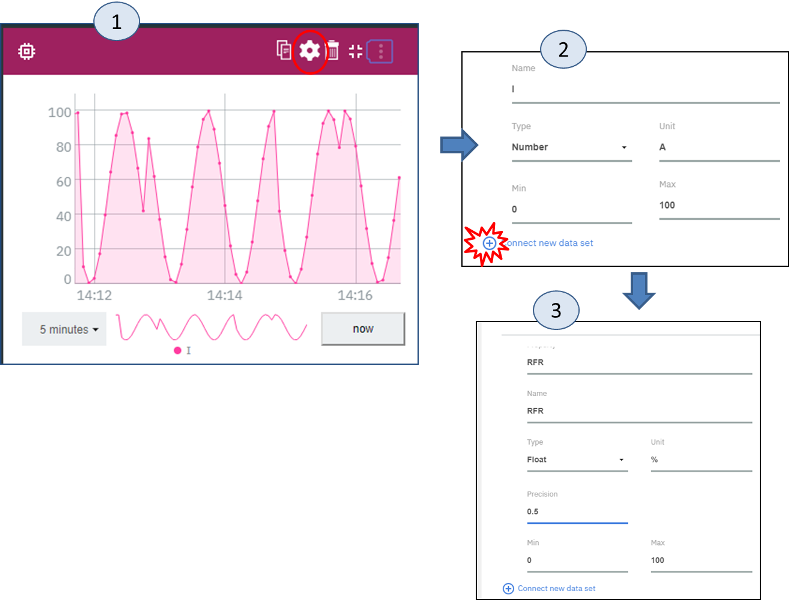 1
100
80
60
40
20
0
14:12 14:14 14:16
5 minutes
now
I
2
Name
I
Type Unit
Number A
Min Max
0 100
onnect new data set
3
RFR
Name
RFR
Type Unit
Float %
Precision
0.5
Min Max
0 100
Connect new data set